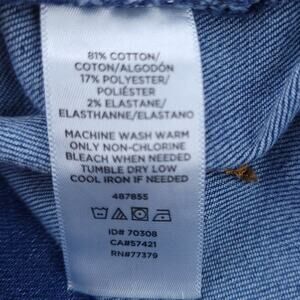 81% COTTON/
COTON/ALGODÓN
17% POLYESTER/
POLIÉSTER
2% ELASTANE/
ELASTHANNE/ELASTANO
MACHINE WASH WARM
ONLY NON-CHLORINE
BLEACH WHEN NEEDED
TUMBLE DRY LOW
COOL IRON IF NEEDED
487855
ID# 70308
CA#57421
RN#77379